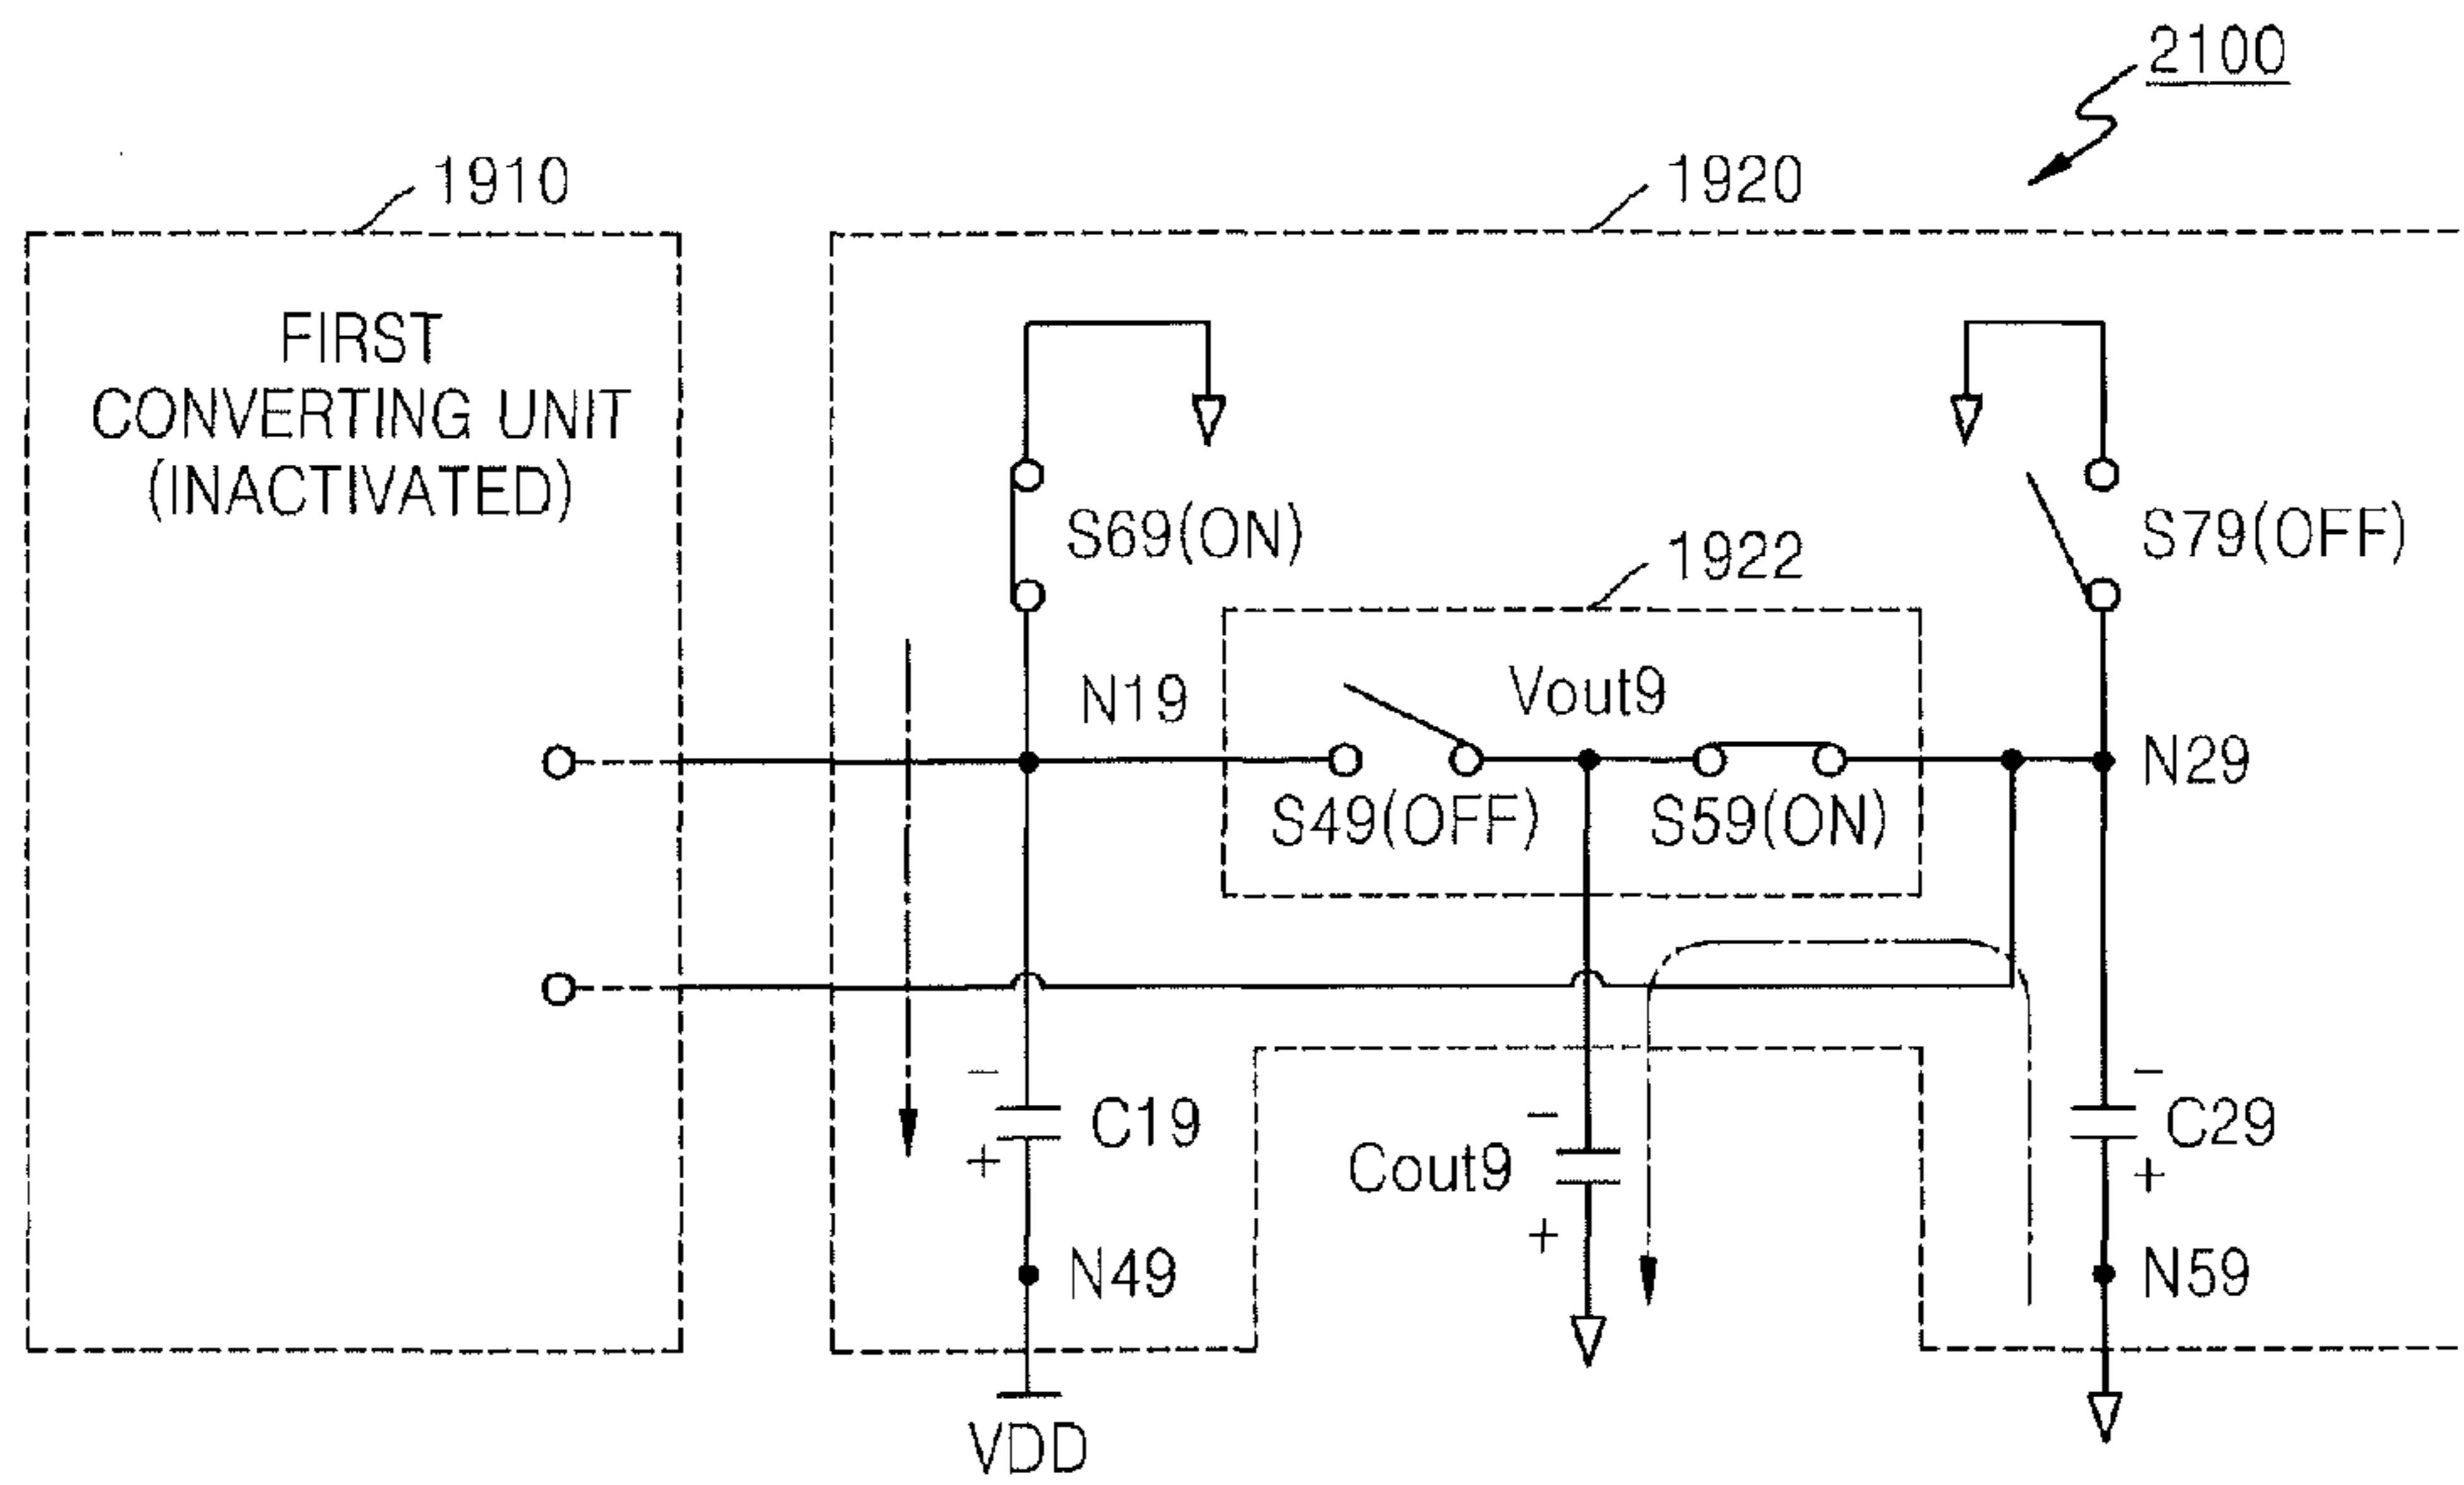 2100
1910
1920
FIRST
CONVERTING UNIT
(INACTIVATED)
S69(ON)
S79(OFF)
1922
N19
Vout9
N29
S49(OFF)
S59(ON)
−
−
−
C19
C29
+
Cout9
+
+
N49
N59
VDD